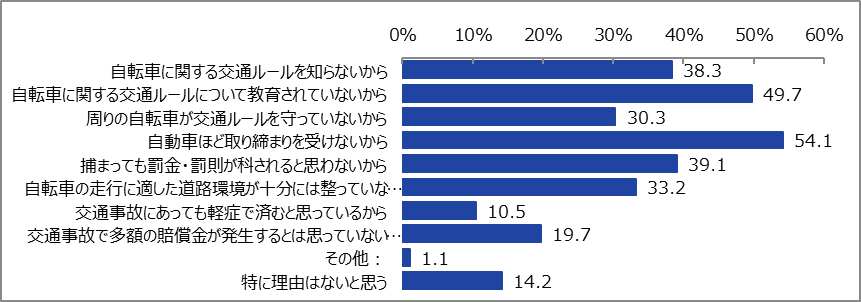 0% 10% 20% 30% 40% 50% 60%
自転車に関する交通ルールを知らないから 38.3
自転車に関する交通ルールについて教育されていないから 49.7
周りの自転車が交通ルールを守っていないから 30.3
自動車ほど取り締まりを受けないから 54.1
捕まっても罰金・罰則が科されると思わないから 39.1
自転車の走行に適した道路環境が十分には整っていな… 33.2
交通事故にあっても軽症で済むと思っているから 10.5
交通事故で多額の賠償金が発生するとは思っていない… 19.7
その他： 1.1
特に理由はないと思う 14.2